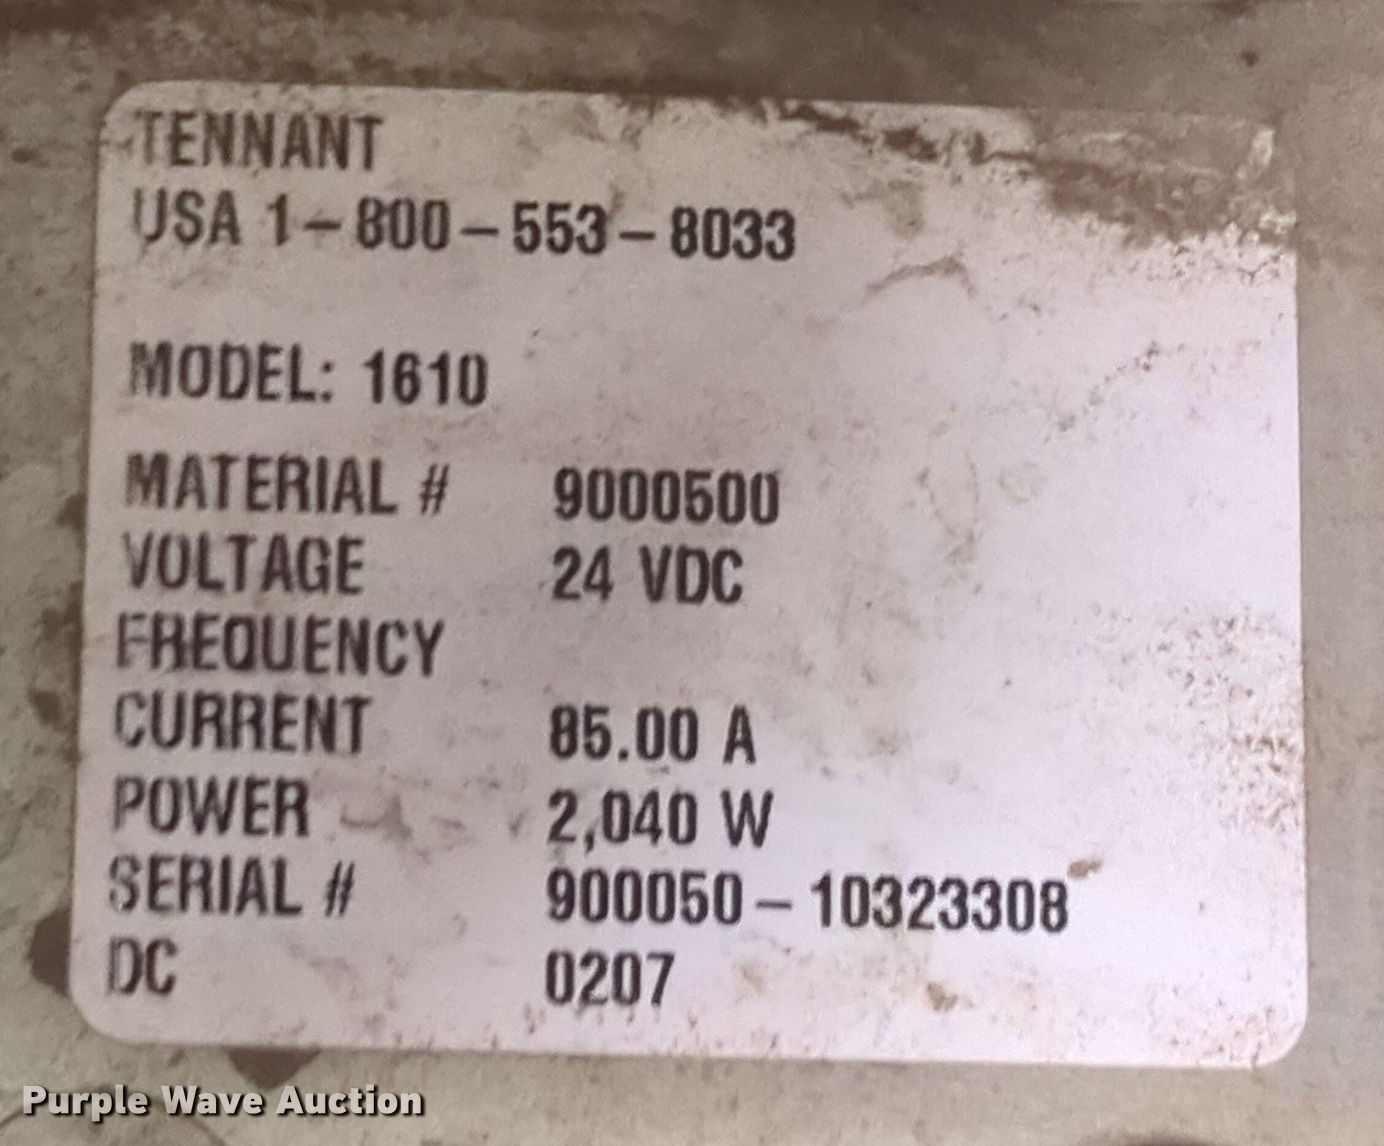 TENNANT
USA 1-800-553-8033
MODEL: 1610
MATERIAL # 9000500
VOLTAGE 24 VDC
FREQUENCY
CURRENT 85.00 A
POWER 2,040 W
SERIAL # 900050-10323308
DC 0207
Purple Wave Auction